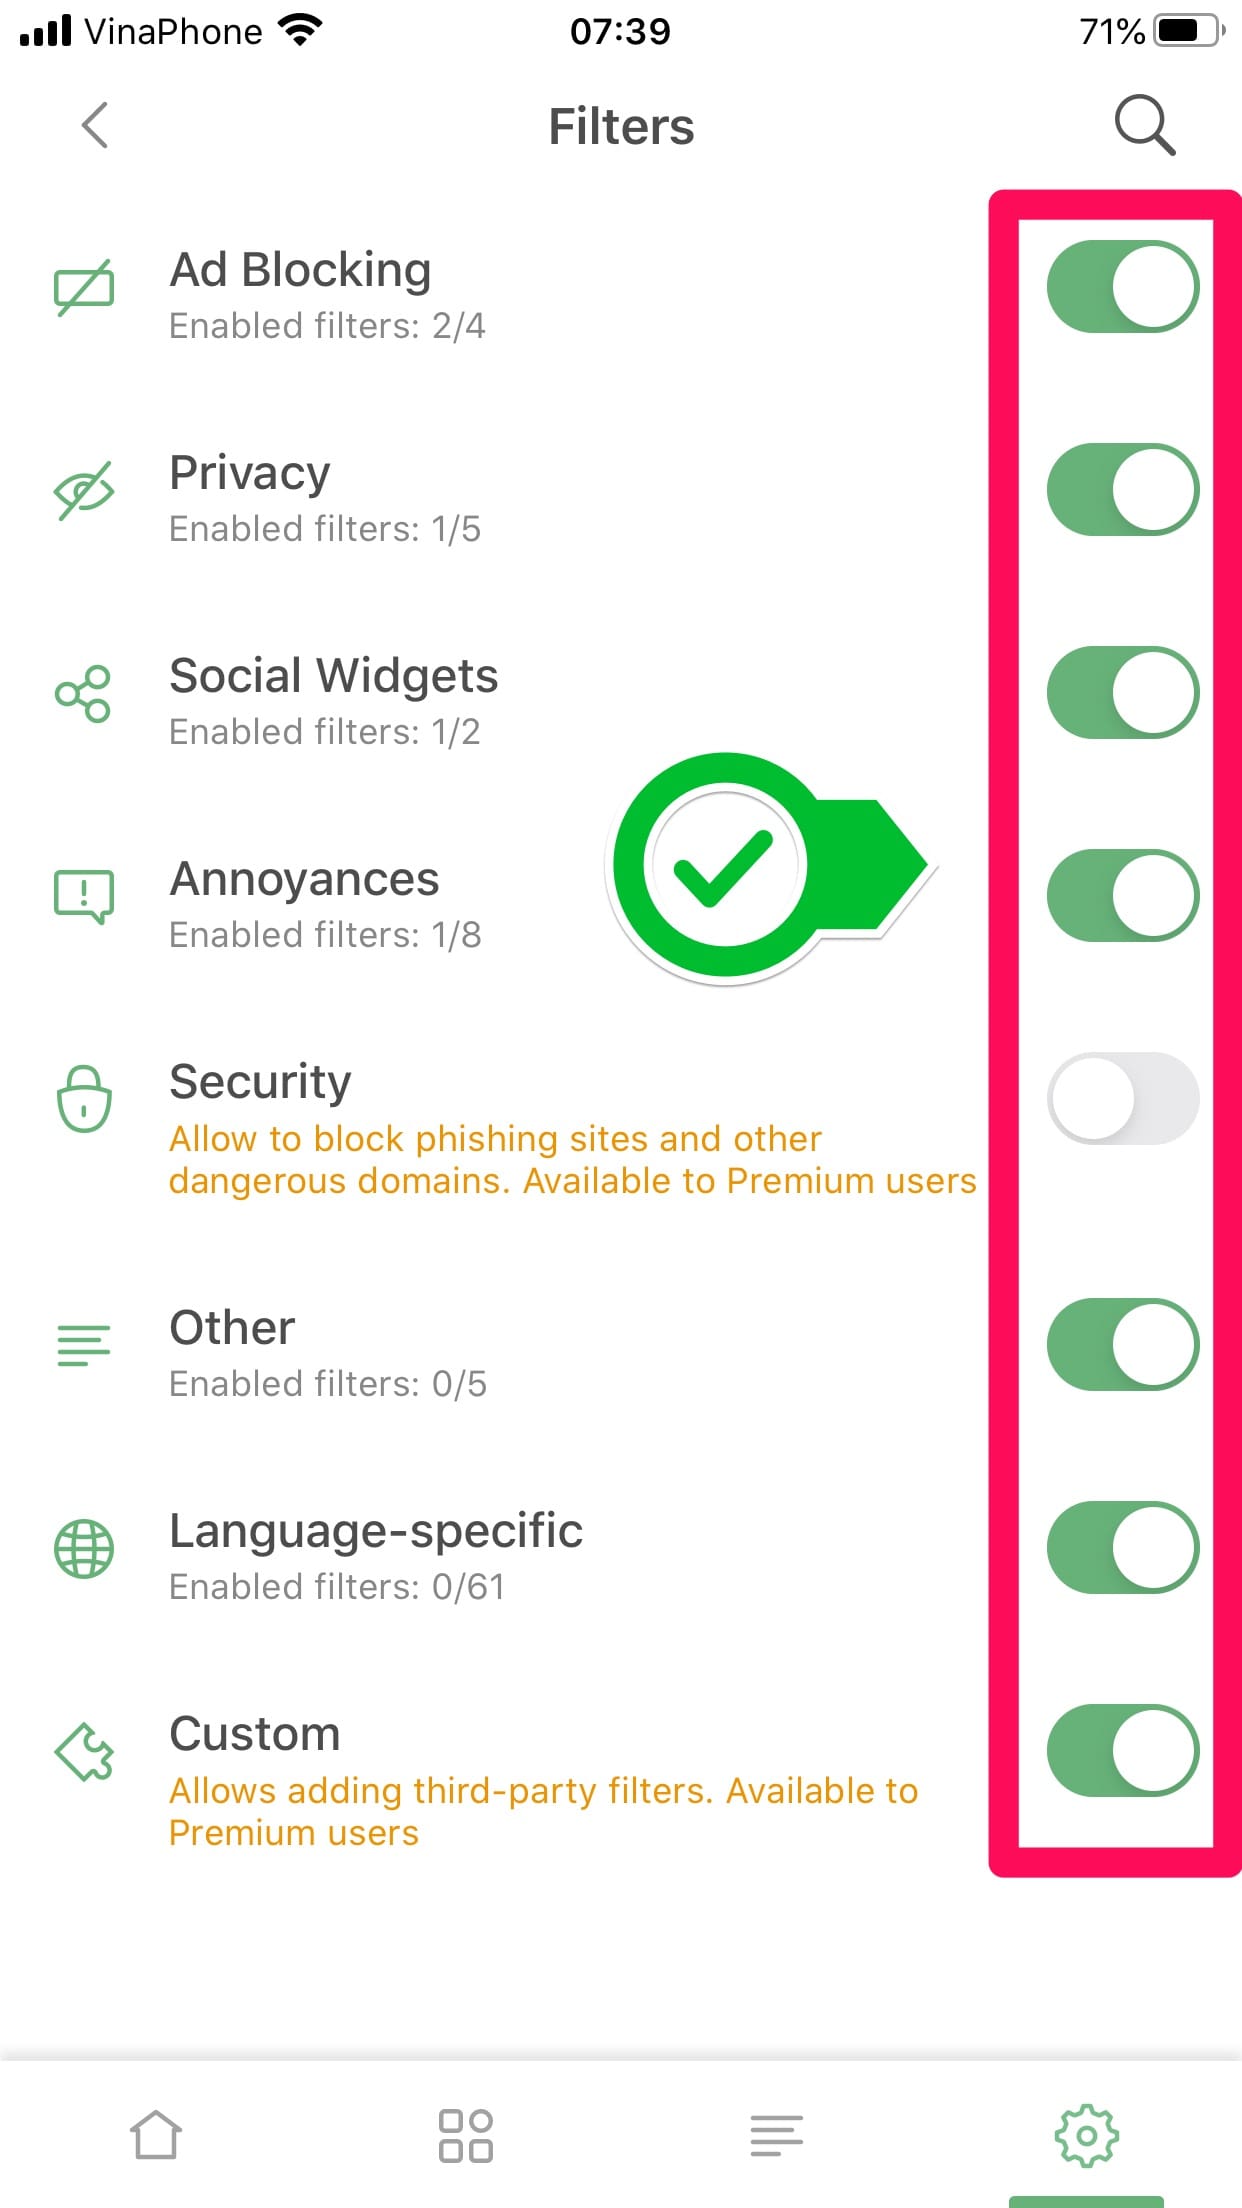 VinaPhone 07:39 71%
Filters
Ad Blocking
Enabled filters: 2/4
Privacy
Enabled filters: 1/5
Social Widgets
Enabled filters: 1/2
Annoyances
Enabled filters: 1/8
Security
Allow to block phishing sites and other
dangerous domains. Available to Premium users
Other
Enabled filters: 0/5
Language-specific
Enabled filters: 0/61
Custom
Allows adding third-party filters. Available to
Premium users